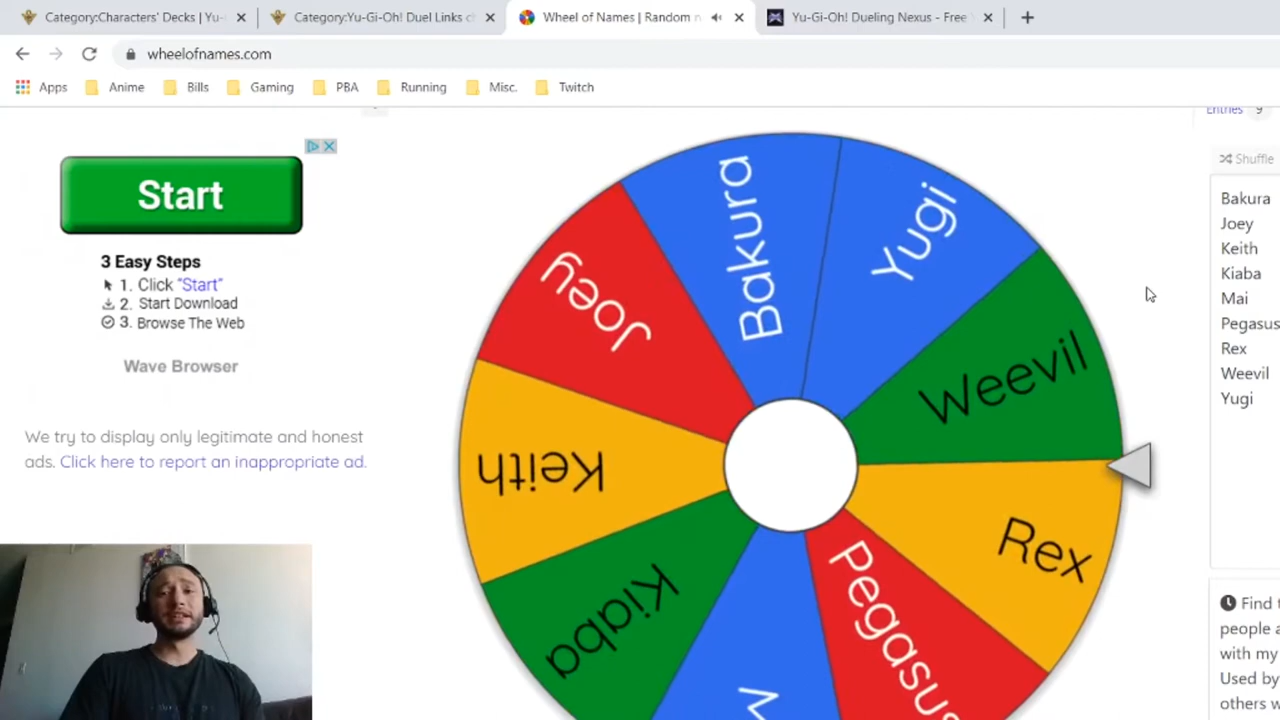 Category:Characters' Decks | Yu-
Category:Yu-Gi-Oh! Duel Links c
Wheel of Names | Random n
Yu-Gi-Oh! Dueling Nexus - Free
wheelofnames.com
Apps
Anime
Bills
Gaming
PBA
Running
Misc.
Twitch
Entries 9
Shuffle
Start
3 Easy Steps
1. Click "Start"
2. Start Download
3. Browse The Web
Wave Browser
We try to display only legitimate and honest
ads. Click here to report an inappropriate ad.
Bakura
Yugi
Weevil
Rex
Pegasus
M
Kiaba
Keith
Joey
Bakura
Joey
Keith
Kiaba
Mai
Pegasus
Rex
Weevil
Yugi
Find t
people a
with my
Used by
others w